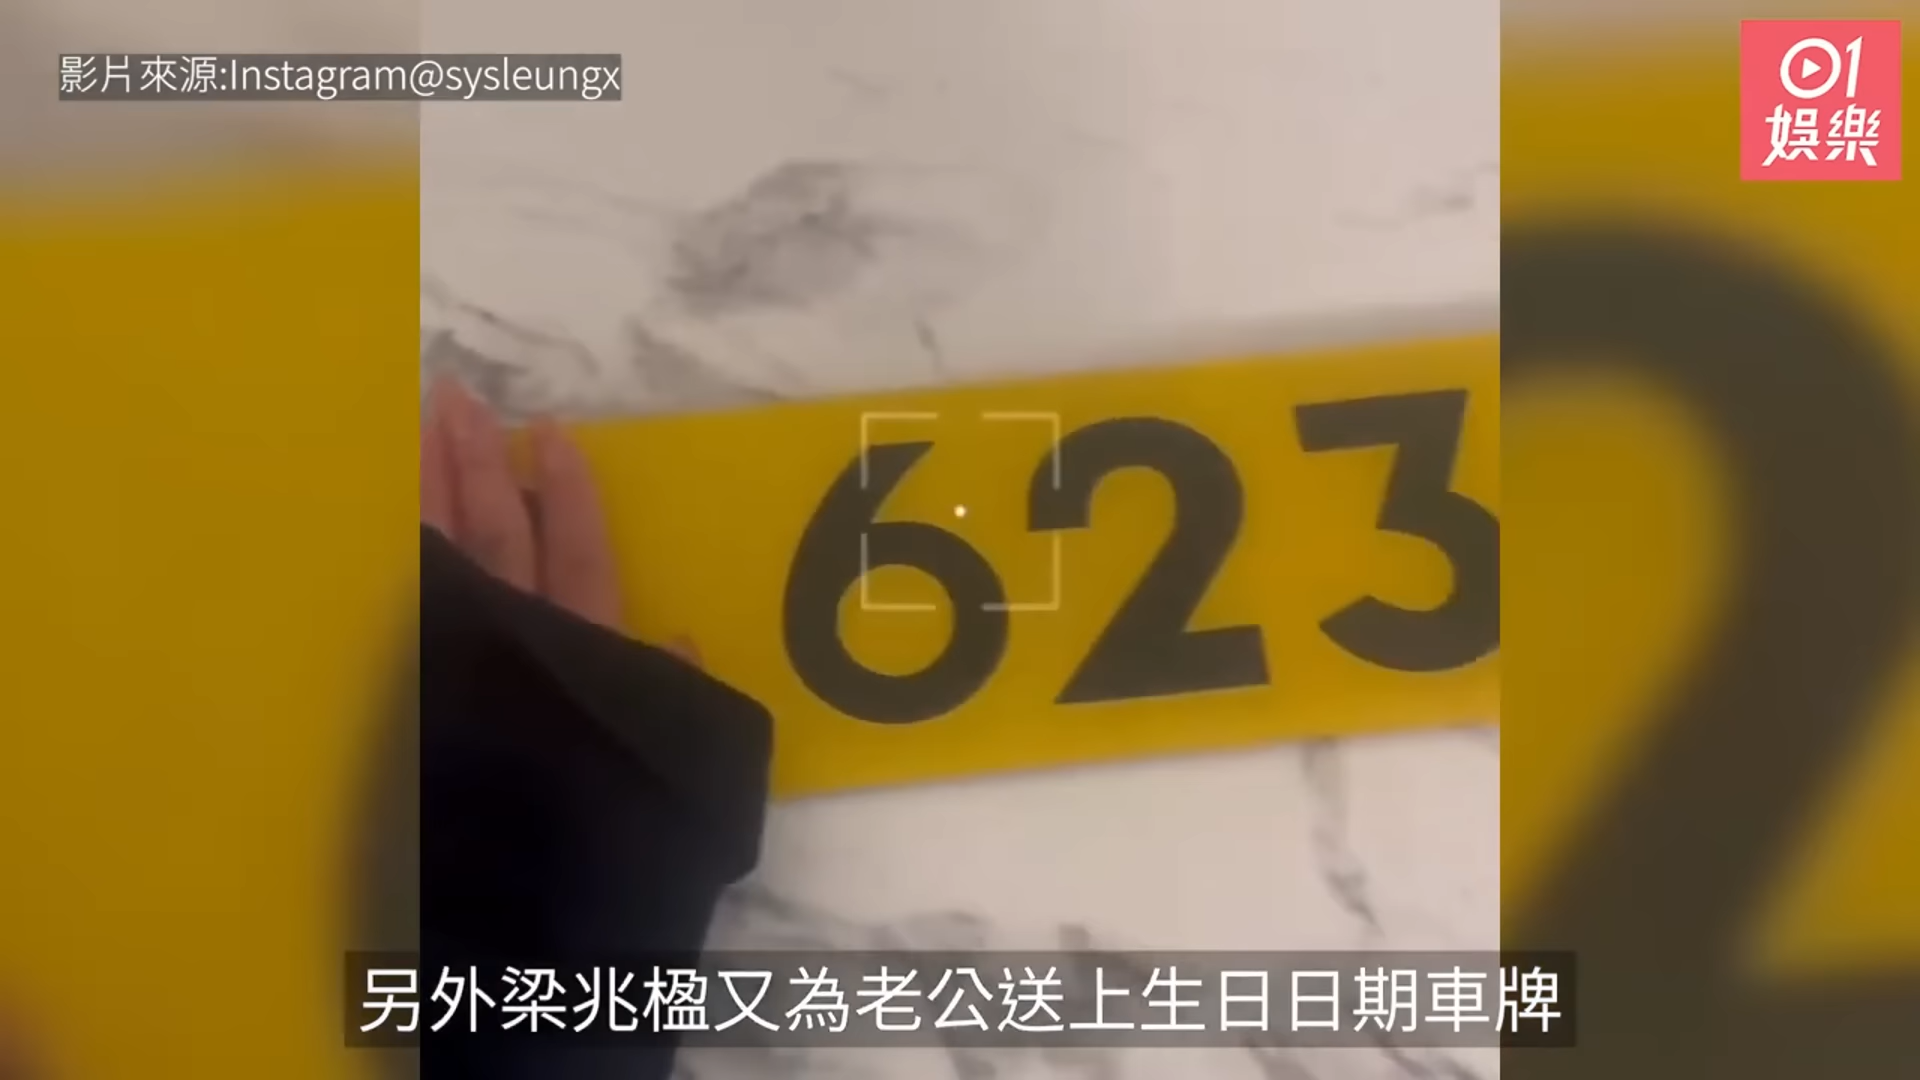 影片來源:Instagram@sysleungx
01
娛樂
623
另外梁兆楹又為老公送上生日日期車牌